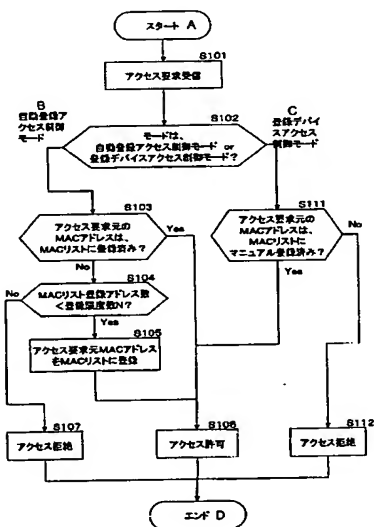 スタート A
S101
アクセス要求受信
S102
B
自動登録ア
クセス制御
モード
モードは、
自動登録アクセス制御モード or
登録デバイスアクセス制御モード?
C
登録デバイ
スアクセス
制御モード
S103
アクセス要求元の
MACアドレスは、
MACリストに登録済み?
Yes
No
S111
アクセス要求元の
MACアドレスは、
MACリストに
マニュアル登録済み?
No
Yes
S104
MACリスト登録アドレス数
<登録限度数N?
No
Yes
S105
アクセス要求元MACアドレス
をMACリストに登録
S107
アクセス拒絶
S106
アクセス許可
S112
アクセス拒絶
エンド D